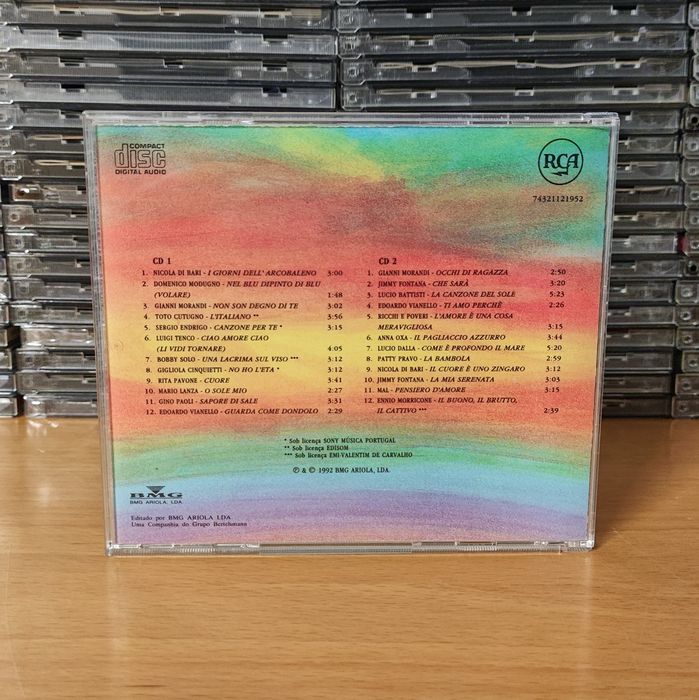 COMPACT
disc
DIGITAL AUDIO
RCA
74321121952
CD 1
1. NICOLA DI BARI - I GIORNI DELL' ARCOBALENO 3:00
2. DOMENICO MODUGNO - NEL BLU DIPINTO DI BLU
(VOLARE) 1:48
3. GIANNI MORANDI - NON SON DEGNO DI TE 3:02
4. TOTO CUTUGNO - L'ITALIANO ** 3:56
5. SERGIO ENDRIGO - CANZONE PER TE * 3:15
6. LUIGI TENCO - CIAO AMORE CIAO
(LI VIDI TORNARE) 4:05
7. BOBBY SOLO - UNA LACRIMA SUL VISO *** 3:12
8. GIGLIOLA CINQUIETTI - NO HO L'ETA * 3:12
9. RITA PAVONE - CUORE 3:41
10. MARIO LANZA - O SOLE MIO 2:27
11. GINO PAOLI - SAPORE DI SALE 3:31
12. EDOARDO VIANELLO - GUARDA COME DONDOLO 2:29
CD 2
1. GIANNI MORANDI - OCCHI DI RAGAZZA 2:50
2. JIMMY FONTANA - CHE SARÀ 3:20
3. LUCIO BATTISTI - LA CANZONE DEL SOLE 5:23
4. EDOARDO VIANELLO - TI AMO PERCHÈ 2:26
5. RICCHI E POVERI - L'AMORE È UNA COSA
MERAVIGLIOSA 3:15
6. ANNA OXA - IL PAGLIACCIO AZZURRO 3:44
7. LUCIO DALLA - COME È PROFONDO IL MARE 5:20
8. PATTY PRAVO - LA BAMBOLA 2:59
9. NICOLA DI BARI - IL CUORE È UNO ZINGARO 3:12
10. JIMMY FONTANA - LA MIA SERENATA 3:03
11. MAL - PENSIERO D'AMORE 3:15
12. ENNIO MORRICONE - IL BUONO, IL BRUTTO,
IL CATTIVO *** 2:39
* Sob licença SONY MÚSICA PORTUGAL
** Sob licença EDISOM
*** Sob licença EMI-VALENTIM DE CARVALHO
℗ & © 1992 BMG ARIOLA, LDA.
BMG
BMG ARIOLA, LDA
Editado por BMG ARIOLA LDA
Uma Companhia do Grupo Bertelsmann